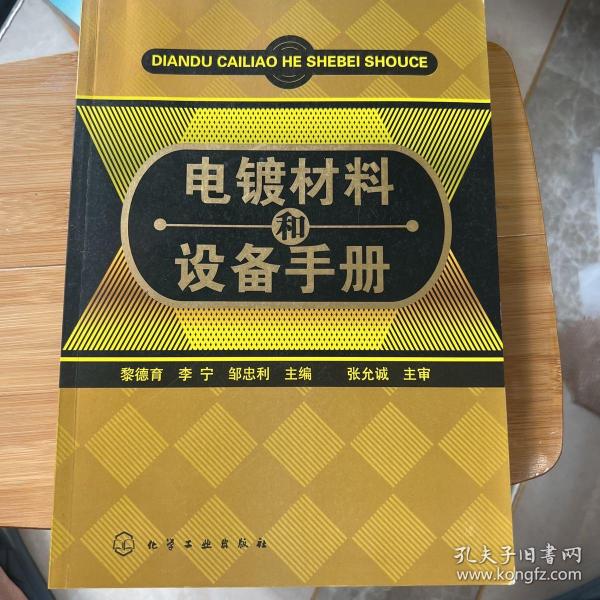 DIANDU CAILIAO HE SHEBEI SHOUCE
电镀材料
和
设备手册
黎德育 李宁 邹忠利 主编 张允诚 主审
化学工业出版社
孔夫子旧书网
www.kongfz.com